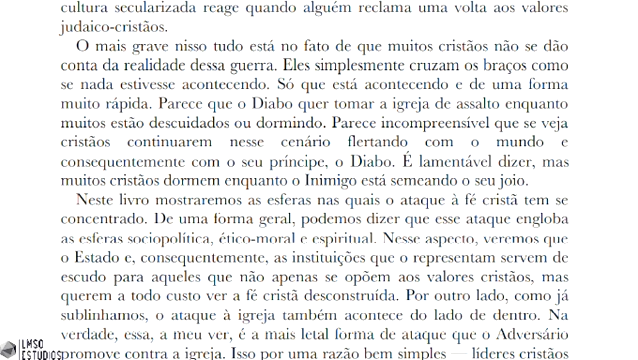 cultura secularizada reage quando alguém reclama uma volta aos valores
judaico-cristãos.
O mais grave nisso tudo está no fato de que muitos cristãos não se dão
conta da realidade dessa guerra. Eles simplesmente cruzam os braços como
se nada estivesse acontecendo. Só que está acontecendo e de uma forma
muito rápida. Parece que o Diabo quer tomar a igreja de assalto enquanto
muitos estão descuidados ou dormindo. Parece incompreensível que se veja
cristãos continuarem nesse cenário flertando com o mundo e
consequentemente com o seu príncipe, o Diabo. É lamentável dizer, mas
muitos cristãos dormem enquanto o Inimigo está semeando o seu joio.
Neste livro mostraremos as esferas nas quais o ataque à fé cristã tem se
concentrado. De uma forma geral, podemos dizer que esse ataque engloba
as esferas sociopolítica, ético-moral e espiritual. Nesse aspecto, veremos que
o Estado e, consequentemente, as instituições que o representam servem de
escudo para aqueles que não apenas se opõem aos valores cristãos, mas
querem a todo custo ver a fé cristã desconstruída. Por outro lado, como já
sublinhamos, o ataque à igreja também acontece do lado de dentro. Na
verdade, essa, a meu ver, é a mais letal forma de ataque que o Adversário
promove contra a igreja. Isso por uma razão bem simples — líderes cristãos
LMSO
ESTUDIOS